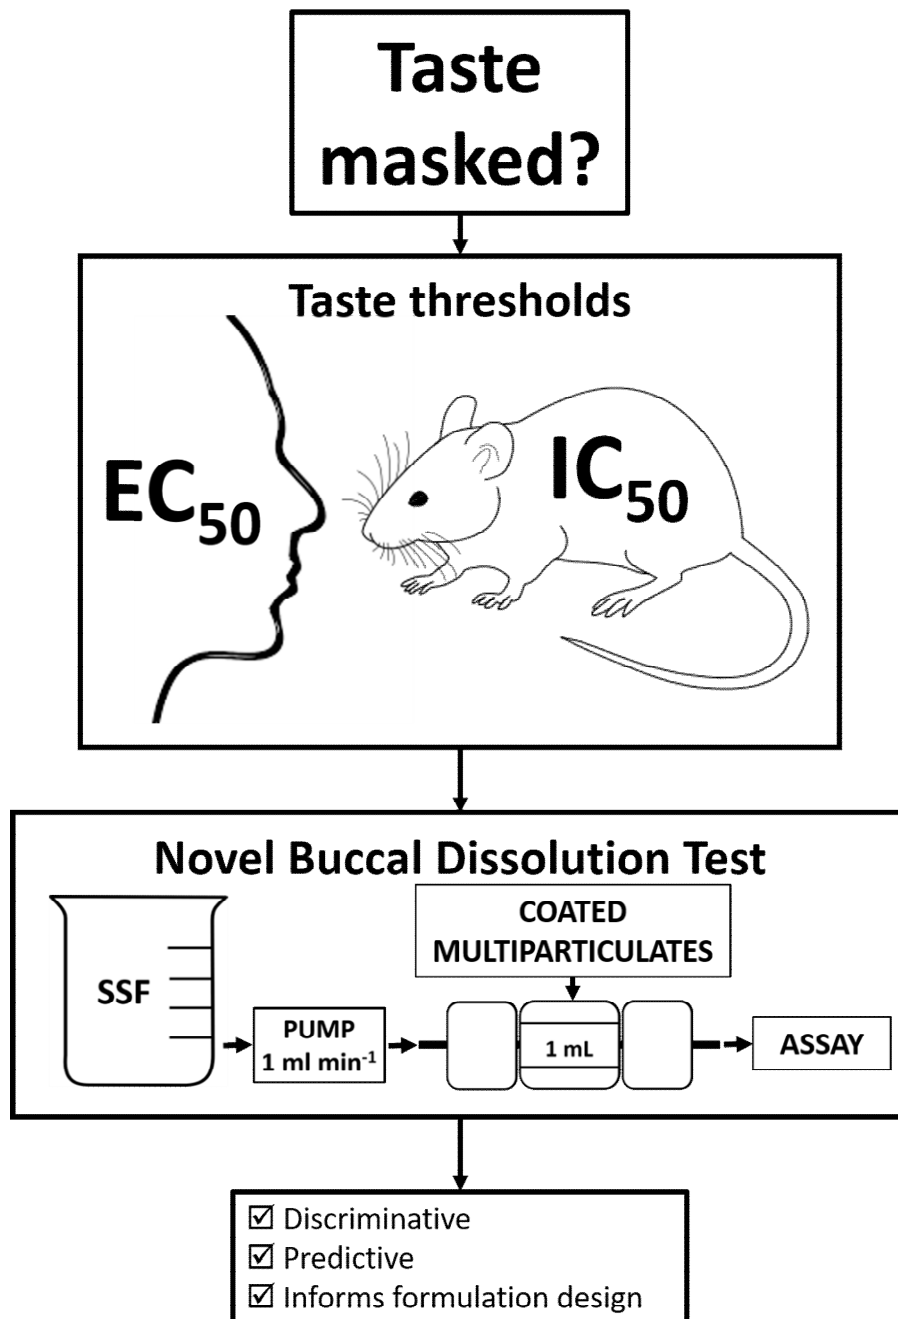 Taste
masked?
Taste thresholds
EC₅₀
IC₅₀
Novel Buccal Dissolution Test
COATED
MULTIPARTICULATES
SSF
PUMP
1 ml min⁻¹
1 mL
ASSAY
☑ Discriminative
☑ Predictive
☑ Informs formulation design